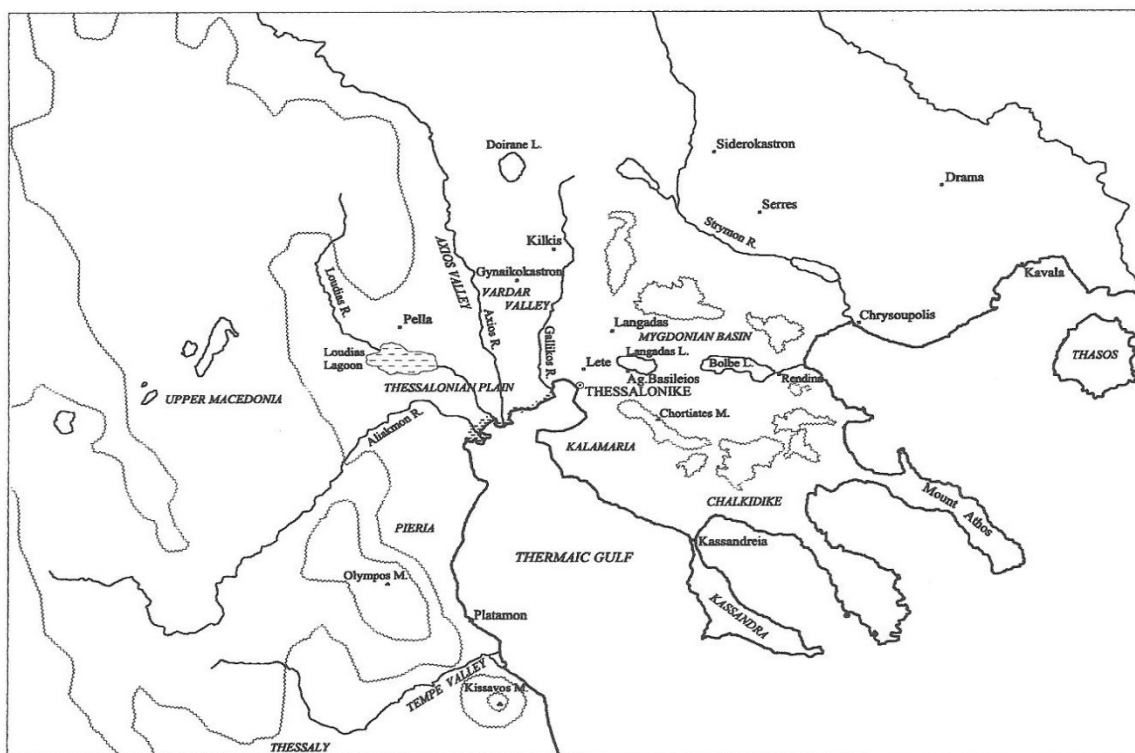 Doirane L.
Siderokastron
Drama
Serres
Strymon R.
Kilkis
AXIOS VALLEY
Gynaikokastron
VARDAR
VALLEY
Loudias R.
Kavala
Pella
Axios R.
Gallikos R.
Langadas
MYGDONIAN BASIN
Chrysoupolis
Loudias
Lagoon
Lete
Langadas L.
Bolbe L.
THASOS
Rendina
Ag.Basileios
THESSALONIAN PLAIN
THESSALONIKE
UPPER MACEDONIA
Aliakmon R.
Chortiates M.
KALAMARIA
CHALKIDIKE
Mount Athos
PIERIA
Kassandreia
THERMAIC GULF
Olympos M.
KASSANDRA
Platamon
TEMPE VALLEY
Kissavos M.
THESSALY